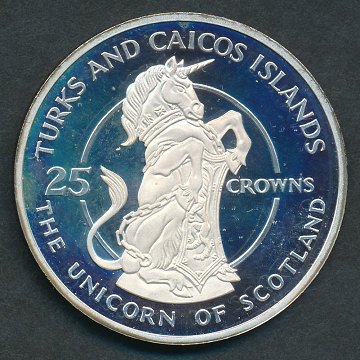 TURKS AND CAICOS ISLANDS
25 CROWNS
THE UNICORN OF SCOTLAND